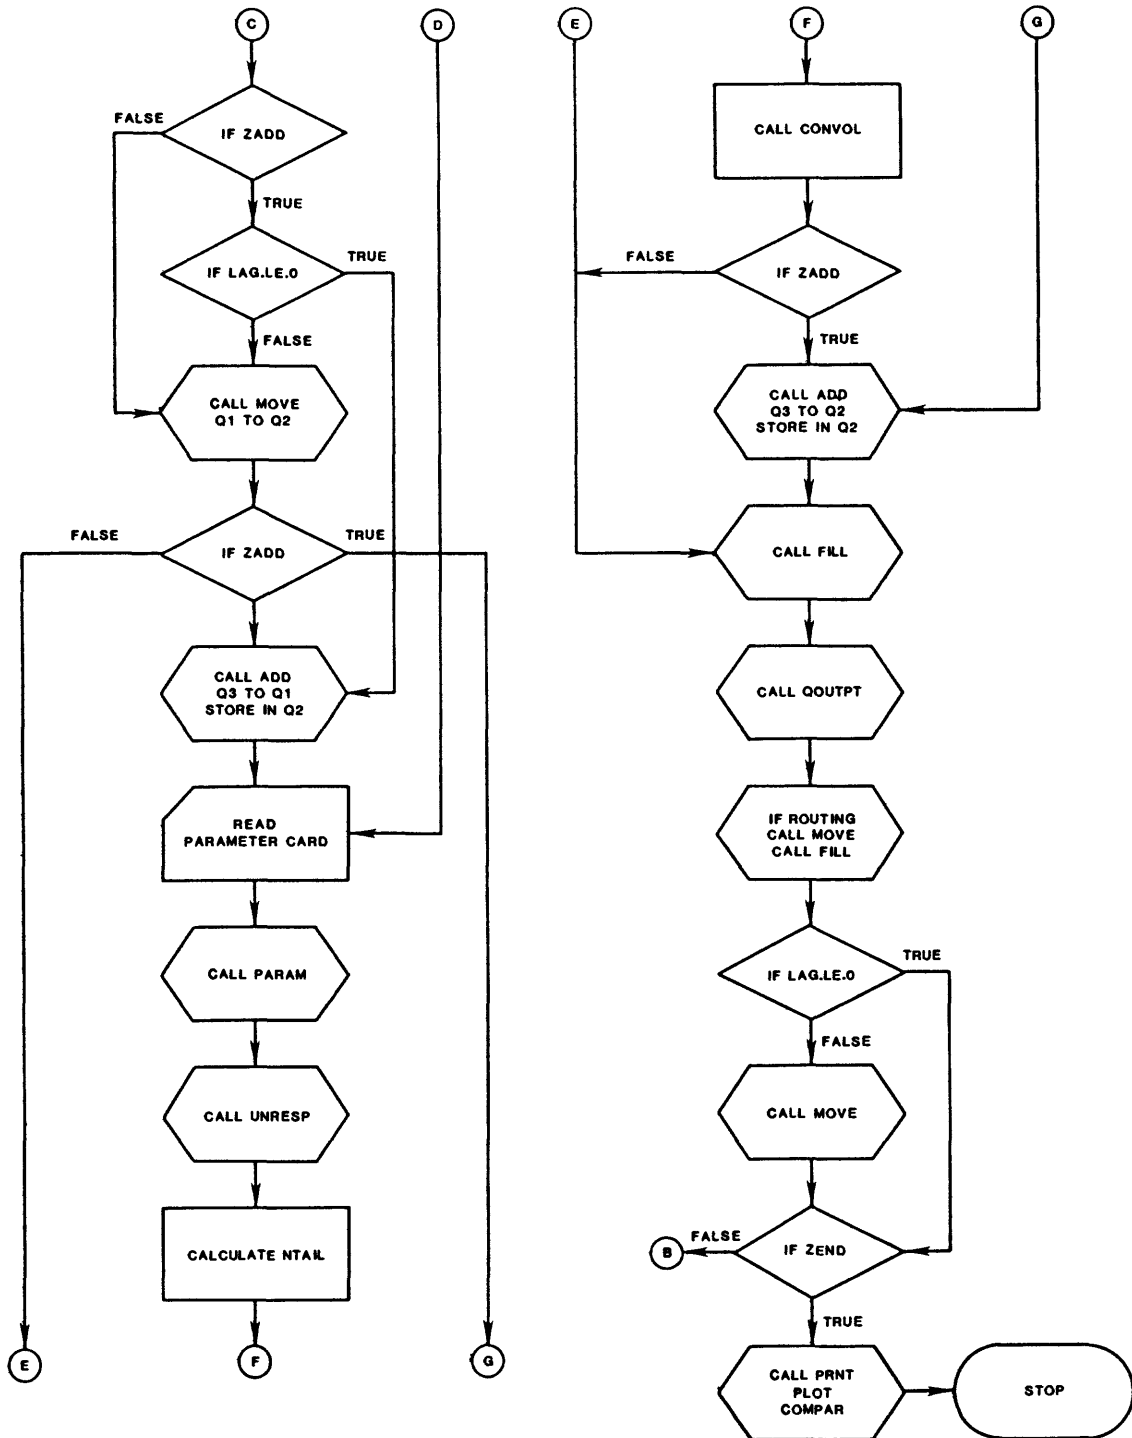 C
D
FALSE
IF ZADD
TRUE
IF LAG.LE.0
TRUE
FALSE
CALL MOVE
Q1 TO Q2
FALSE
IF ZADD
TRUE
CALL ADD
Q3 TO Q1
STORE IN Q2
READ
PARAMETER CARD
CALL PARAM
CALL UNRESP
CALCULATE NTAIL
E
F
G
E
F
G
CALL CONVOL
FALSE
IF ZADD
TRUE
CALL ADD
Q3 TO Q2
STORE IN Q2
CALL FILL
CALL QOUTPT
IF ROUTING
CALL MOVE
CALL FILL
IF LAG.LE.0
TRUE
FALSE
CALL MOVE
B
FALSE
IF ZEND
TRUE
CALL PRNT
PLOT
COMPAR
STOP